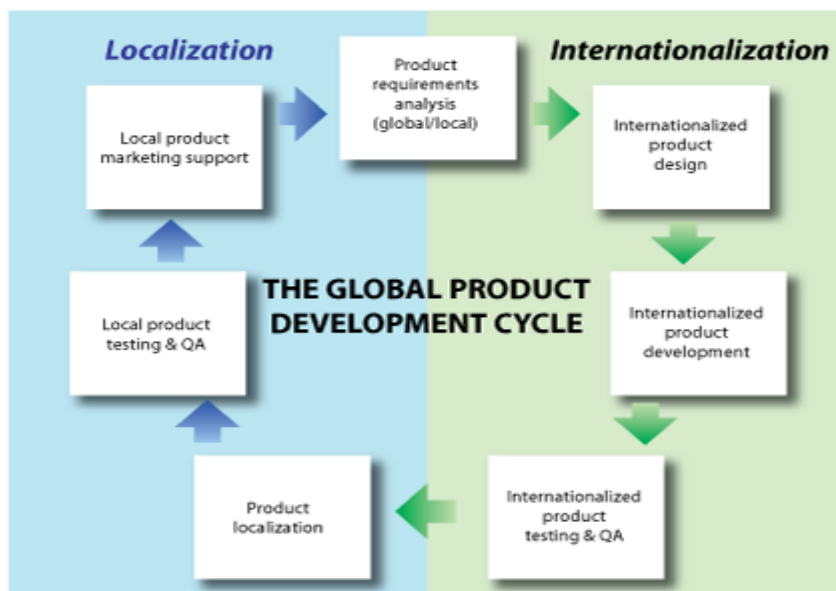 Localization
Internationalization
Product
requirements
analysis
(global/local)
Internationalized
product
design
Internationalized
product
development
Internationalized
product
testing & QA
Product
localization
Local product
testing & QA
Local product
marketing support
THE GLOBAL PRODUCT
DEVELOPMENT CYCLE